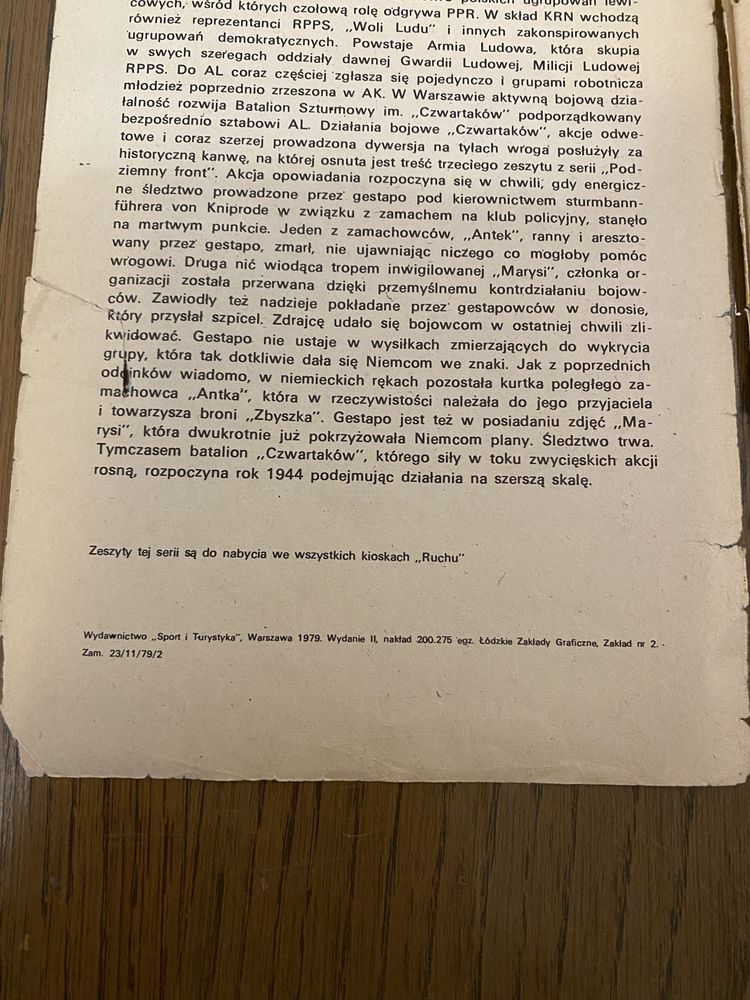 polskich ugrupowań lewi-
cowych, wśród których czołową rolę odgrywa PPR. W skład KRN wchodzą
również reprezentanci RPPS, „Woli Ludu" i innych zakonspirowanych
ugrupowań demokratycznych. Powstaje Armia Ludowa, która skupia
w swych szeregach oddziały dawnej Gwardii Ludowej, Milicji Ludowej
RPPS. Do AL coraz częściej zgłasza się pojedynczo i grupami robotnicza
młodzież poprzednio zrzeszona w AK. W Warszawie aktywną bojową dzia-
łalność rozwija Batalion Szturmowy im. „Czwartaków" podporządkowany
bezpośrednio sztabowi AL. Działania bojowe „Czwartaków", akcje odwe-
towe i coraz szerzej prowadzona dywersja na tyłach wroga posłużyły za
historyczną kanwę, na której osnuta jest treść trzeciego zeszytu z serii „Pod-
ziemny front". Akcja opowiadania rozpoczyna się w chwili, gdy energicz-
ne śledztwo prowadzone przez gestapo pod kierownictwem sturmbann-
führera von Kniprode w związku z zamachem na klub policyjny, stanęło
na martwym punkcie. Jeden z zamachowców, „Antek", ranny i areszto-
wany przez gestapo, zmarł, nie ujawniając niczego co mogłoby pomóc
wrogowi. Druga nić wiodąca tropem inwigilowanej „Marysi", członka or-
ganizacji została przerwana dzięki przemyślnemu kontrdziałaniu bojow-
ców. Zawiodły też nadzieje pokładane przez gestapowców w donosie,
który przysłał szpicel. Zdrajcę udało się bojowcom w ostatniej chwili zli-
kwidować. Gestapo nie ustaje w wysiłkach zmierzających do wykrycia
grupy, która tak dotkliwie dała się Niemcom we znaki. Jak z poprzednich
odcinków wiadomo, w niemieckich rękach pozostała kurtka poległego za-
machowca „Antka", która w rzeczywistości należała do jego przyjaciela
i towarzysza broni „Zbyszka". Gestapo jest też w posiadaniu zdjęć „Ma-
rysi", która dwukrotnie już pokrzyżowała Niemcom plany. Śledztwo trwa.
Tymczasem batalion „Czwartaków", którego siły w toku zwycięskich akcji
rosną, rozpoczyna rok 1944 podejmując działania na szerszą skalę.
Zeszyty tej serii są do nabycia we wszystkich kioskach „Ruchu"
Wydawnictwo „Sport i Turystyka", Warszawa 1979. Wydanie II, nakład 200.275 egz. Łódzkie Zakłady Graficzne, Zakład nr 2.
Zam. 23/11/79/2